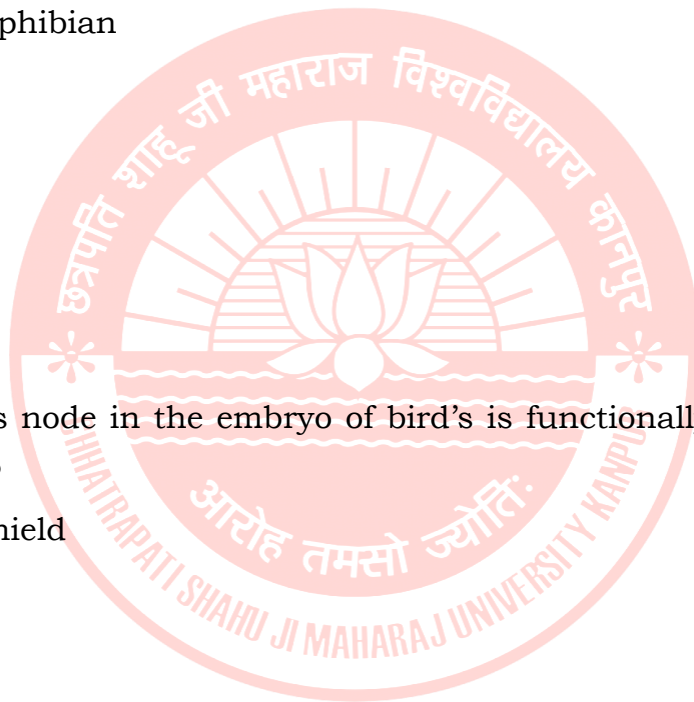 phibian
छत्रपति शाहू जी महाराज विश्वविद्यालय कानपुर
s node in the embryo of bird’s is functionall
hield
आरोह तमसो ज्योतिः
CHHATRAPATI SHAHU JI MAHARAJ UNIVERSITY KANPUR